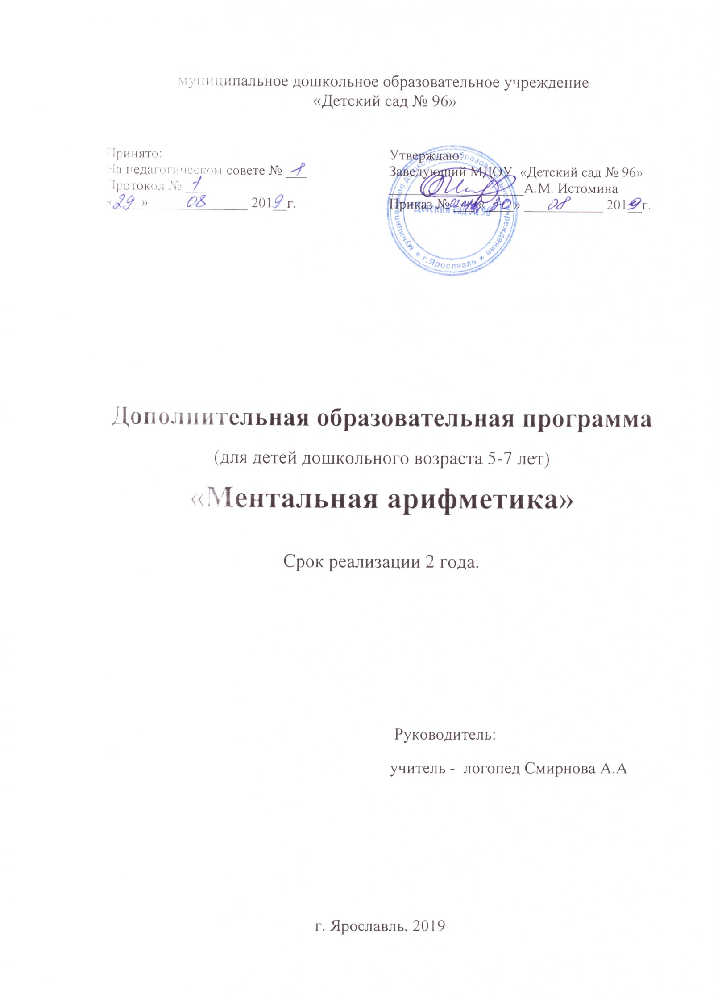 муниципальное дошкольное образовательное учреждение
«Детский сад № 96»
Принято:
На педагогическом совете № 1
Протокол № 1
«29» 08 2019г.
Утверждаю:
Заведующий МДОУ «Детский сад № 96»
А.М. Истомина
Приказ № «30» 08 2019г.
муниципальное дошкольное образовательное учреждение * г.Ярославль *
Детский сад № 96
Дополнительная образовательная программа
(для детей дошкольного возраста 5-7 лет)
«Ментальная арифметика»
Срок реализации 2 года.
Руководитель:
учитель - логопед Смирнова А.А
г. Ярославль, 2019